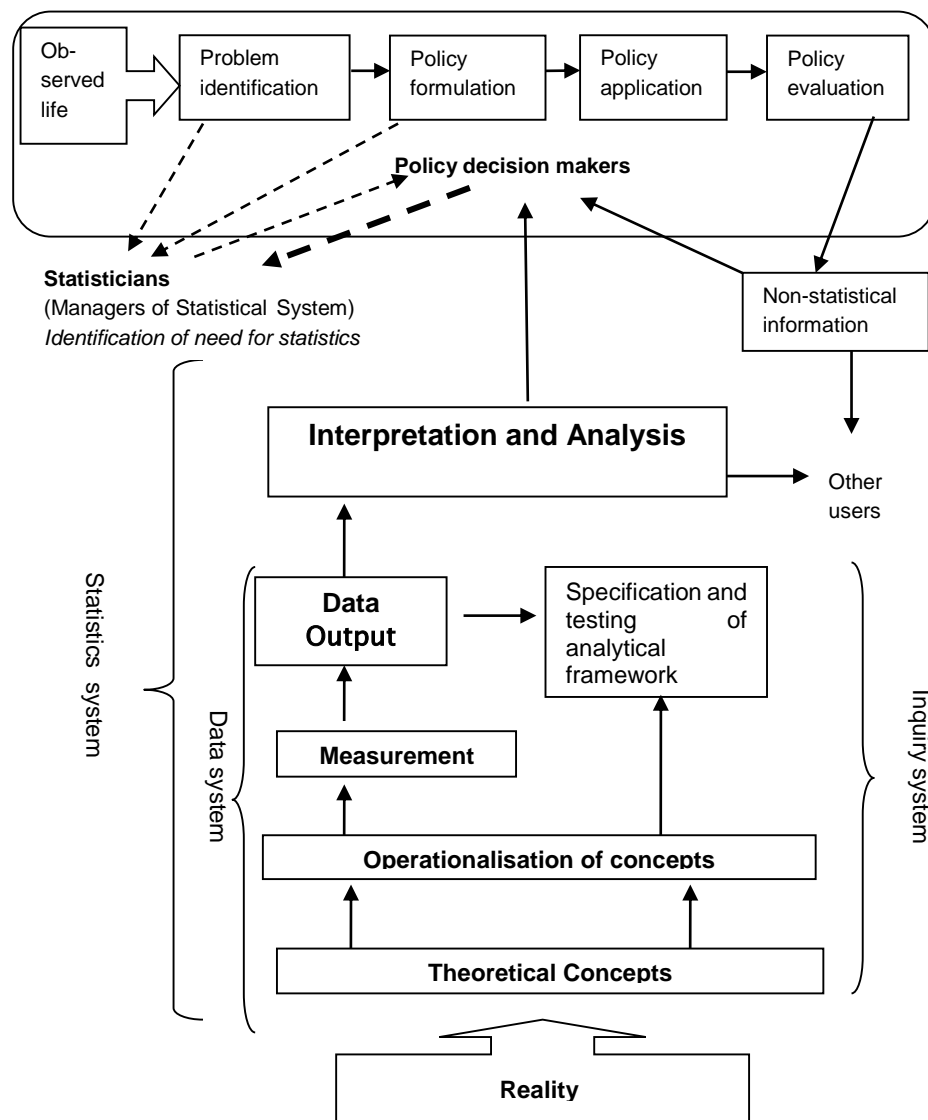 Ob-
served
life
Problem
identification
Policy
formulation
Policy
application
Policy
evaluation
Policy decision makers
Statisticians
(Managers of Statistical System)
Identification of need for statistics
Non-statistical
information
Interpretation and Analysis
Other
users
Statistics system
Data system
Data
Output
Specification and
testing of
analytical
framework
Inquiry system
Measurement
Operationalisation of concepts
Theoretical Concepts
Reality